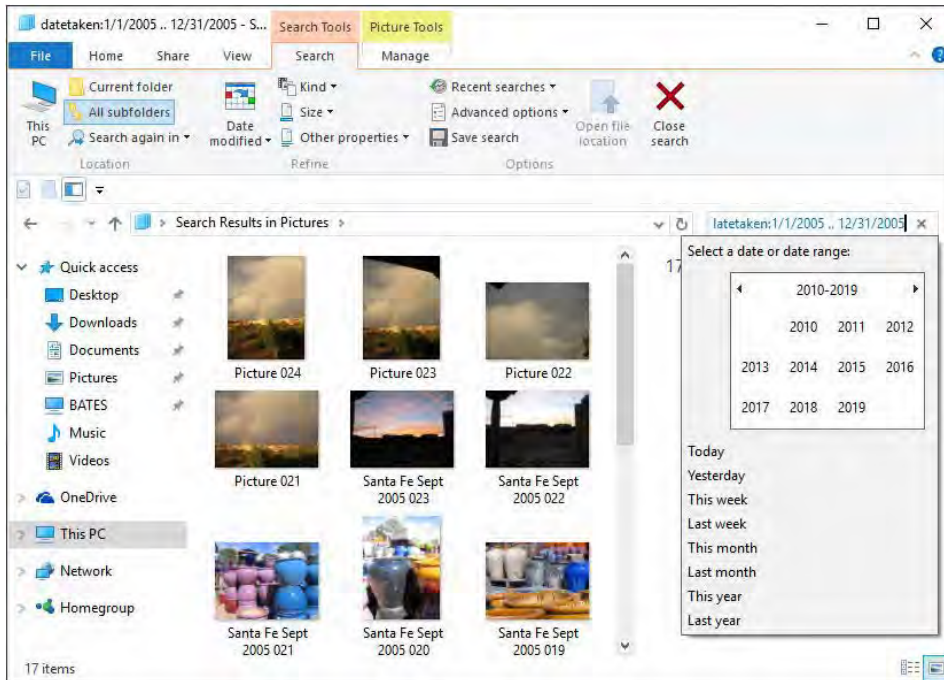 datetaken:1/1/2005 .. 12/31/2005 - S...
Search Tools
Picture Tools
File
Home
Share
View
Search
Manage
This PC
Current folder
All subfolders
Search again in
Location
Date modified
Kind
Size
Other properties
Refine
Recent searches
Advanced options
Save search
Options
Open file location
Close search
Search Results in Pictures
latetaken:1/1/2005 .. 12/31/2005
Quick access
Desktop
Downloads
Documents
Pictures
BATES
Music
Videos
OneDrive
This PC
Network
Homegroup
Picture 024
Picture 023
Picture 022
Picture 021
Santa Fe Sept
2005 023
Santa Fe Sept
2005 022
Santa Fe Sept
2005 021
Santa Fe Sept
2005 020
Santa Fe Sept
2005 019
17
Select a date or date range:
2010-2019
2010 2011 2012
2013 2014 2015 2016
2017 2018 2019
Today
Yesterday
This week
Last week
This month
Last month
This year
Last year
17 items